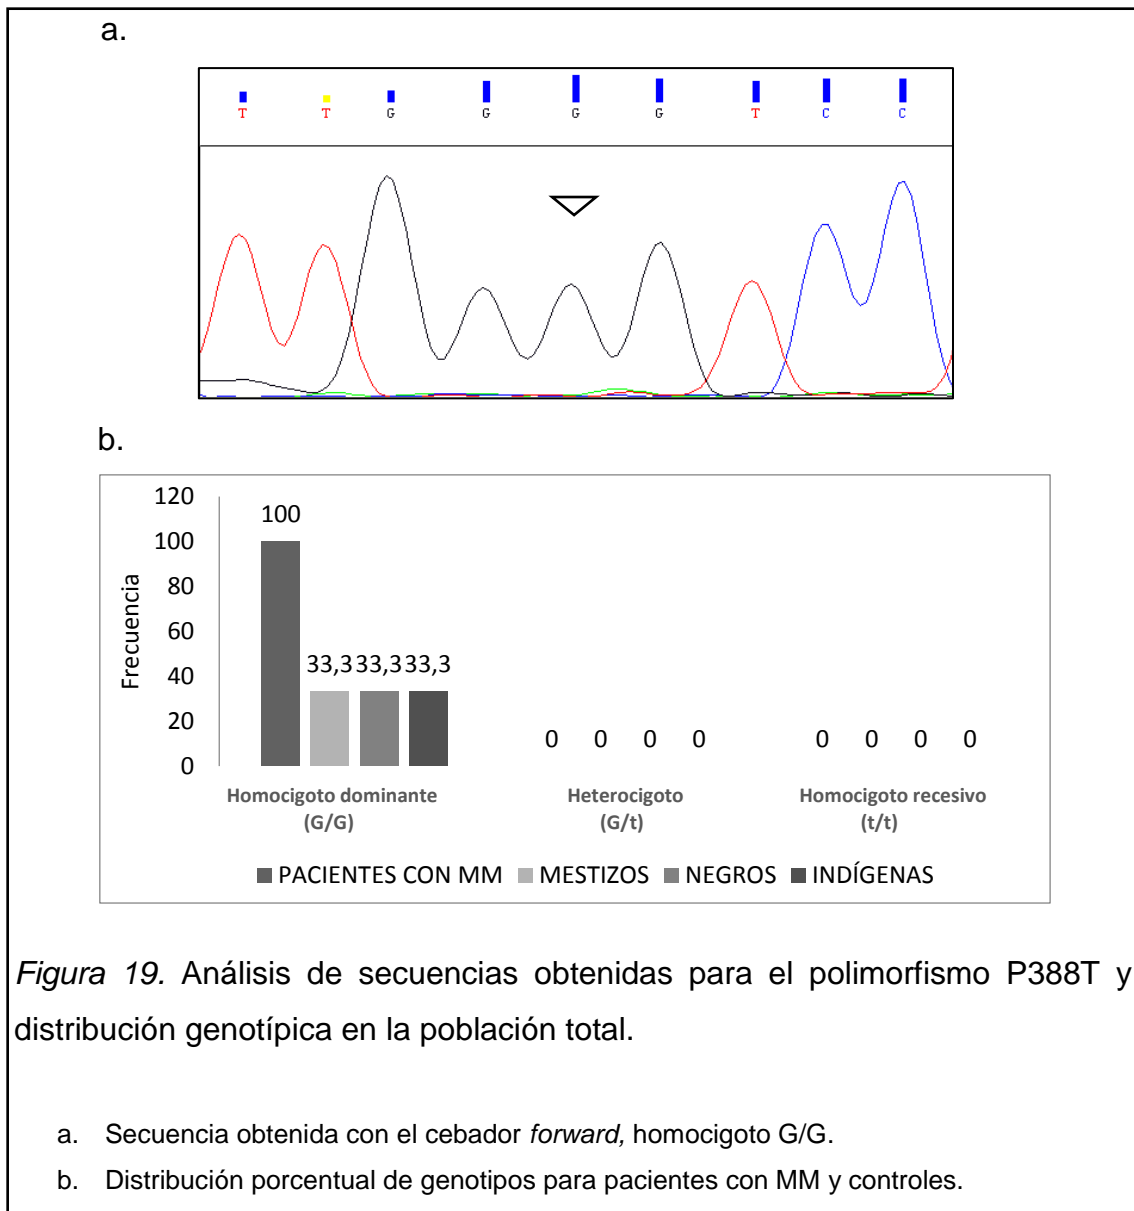 a.
T T G G G G T C C
b.
Frecuencia
120
100
80
60
40
20
0
100
33,3 33,3 33,3
0 0 0 0
0 0 0 0
Homocigoto dominante (G/G)
Heterocigoto (G/t)
Homocigoto recesivo (t/t)
PACIENTES CON MM MESTIZOS NEGROS INDÍGENAS
Figura 19. Análisis de secuencias obtenidas para el polimorfismo P388T y
distribución genotípica en la población total.
a. Secuencia obtenida con el cebador forward, homocigoto G/G.
b. Distribución porcentual de genotipos para pacientes con MM y controles.